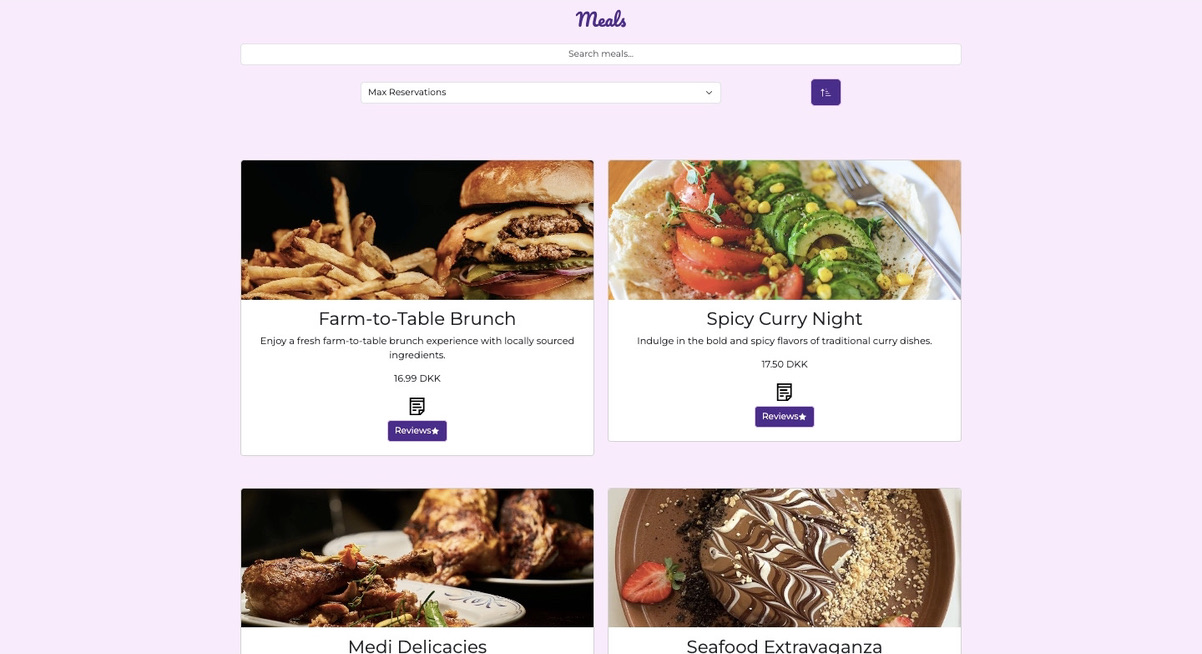 Meals
Search meals...
Max Reservations
Farm-to-Table Brunch
Enjoy a fresh farm-to-table brunch experience with locally sourced
ingredients.
16.99 DKK
Reviews
Spicy Curry Night
Indulge in the bold and spicy flavors of traditional curry dishes.
17.50 DKK
Reviews
Medi Delicacies
Seafood Extravaganza